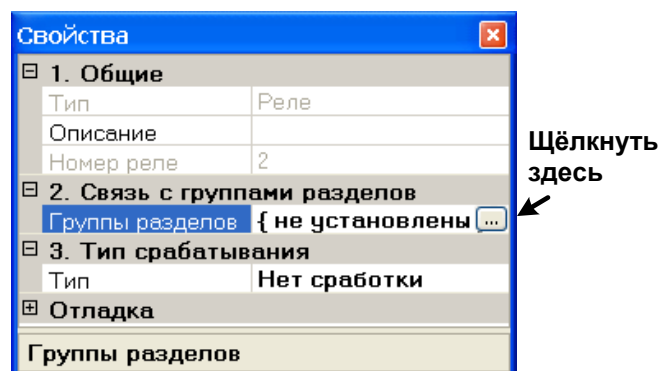 Свойства
1. Общие
Тип Реле
Описание
Номер реле 2
2. Связь с группами разделов
Группы разделов { не установлены ...
3. Тип срабатывания
Тип Нет сработки
Отладка
Группы разделов
Щёлкнуть
здесь